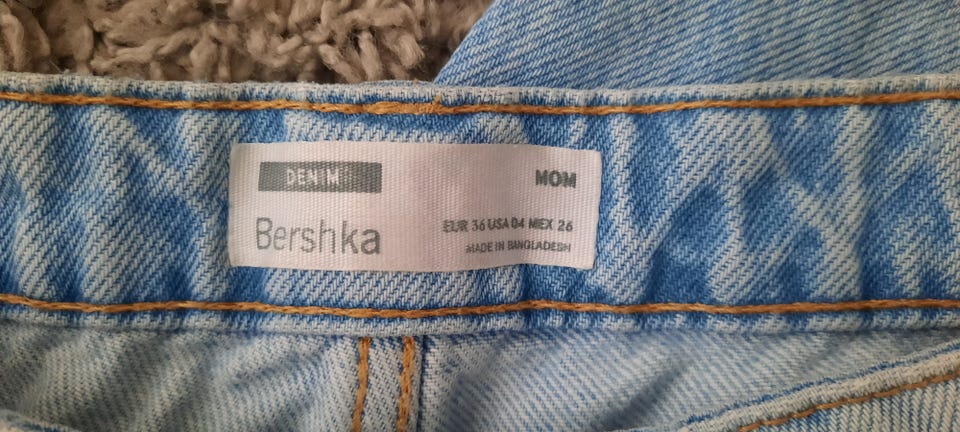 DENIM
MOM
Bershka
EUR 36 USA 04 MEX 26
MADE IN BANGLADESH